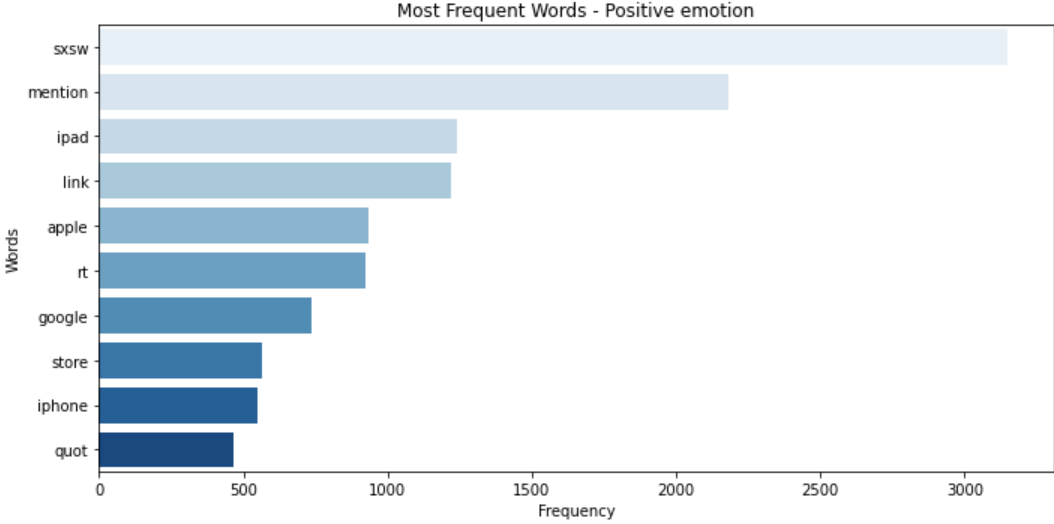 Most Frequent Words - Positive emotion
sxsw
mention
ipad
link
apple
rt
google
store
iphone
quot
Words
0 500 1000 1500 2000 2500 3000
Frequency